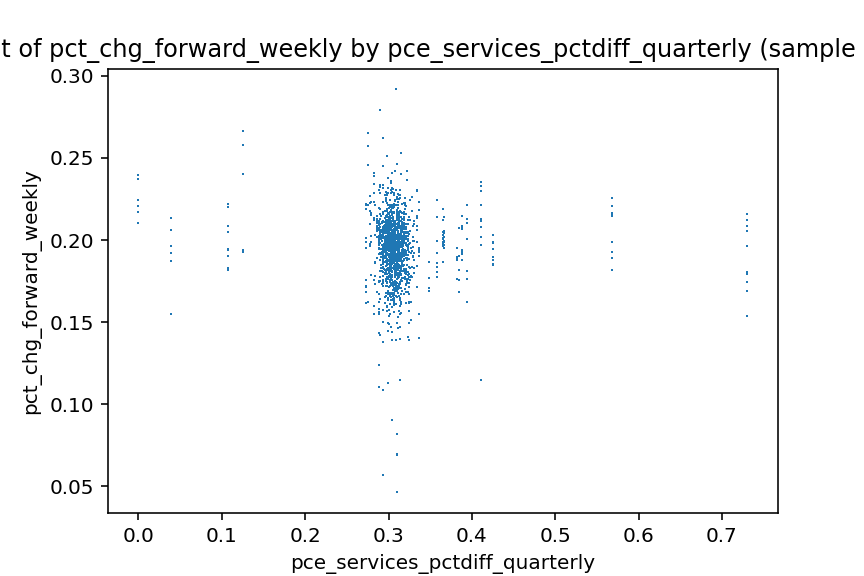 t of pct_chg_forward_weekly by pce_services_pctdiff_quarterly (sample
0.30
0.25
0.20
0.15
0.10
0.05
pct_chg_forward_weekly
0.0 0.1 0.2 0.3 0.4 0.5 0.6 0.7
pce_services_pctdiff_quarterly